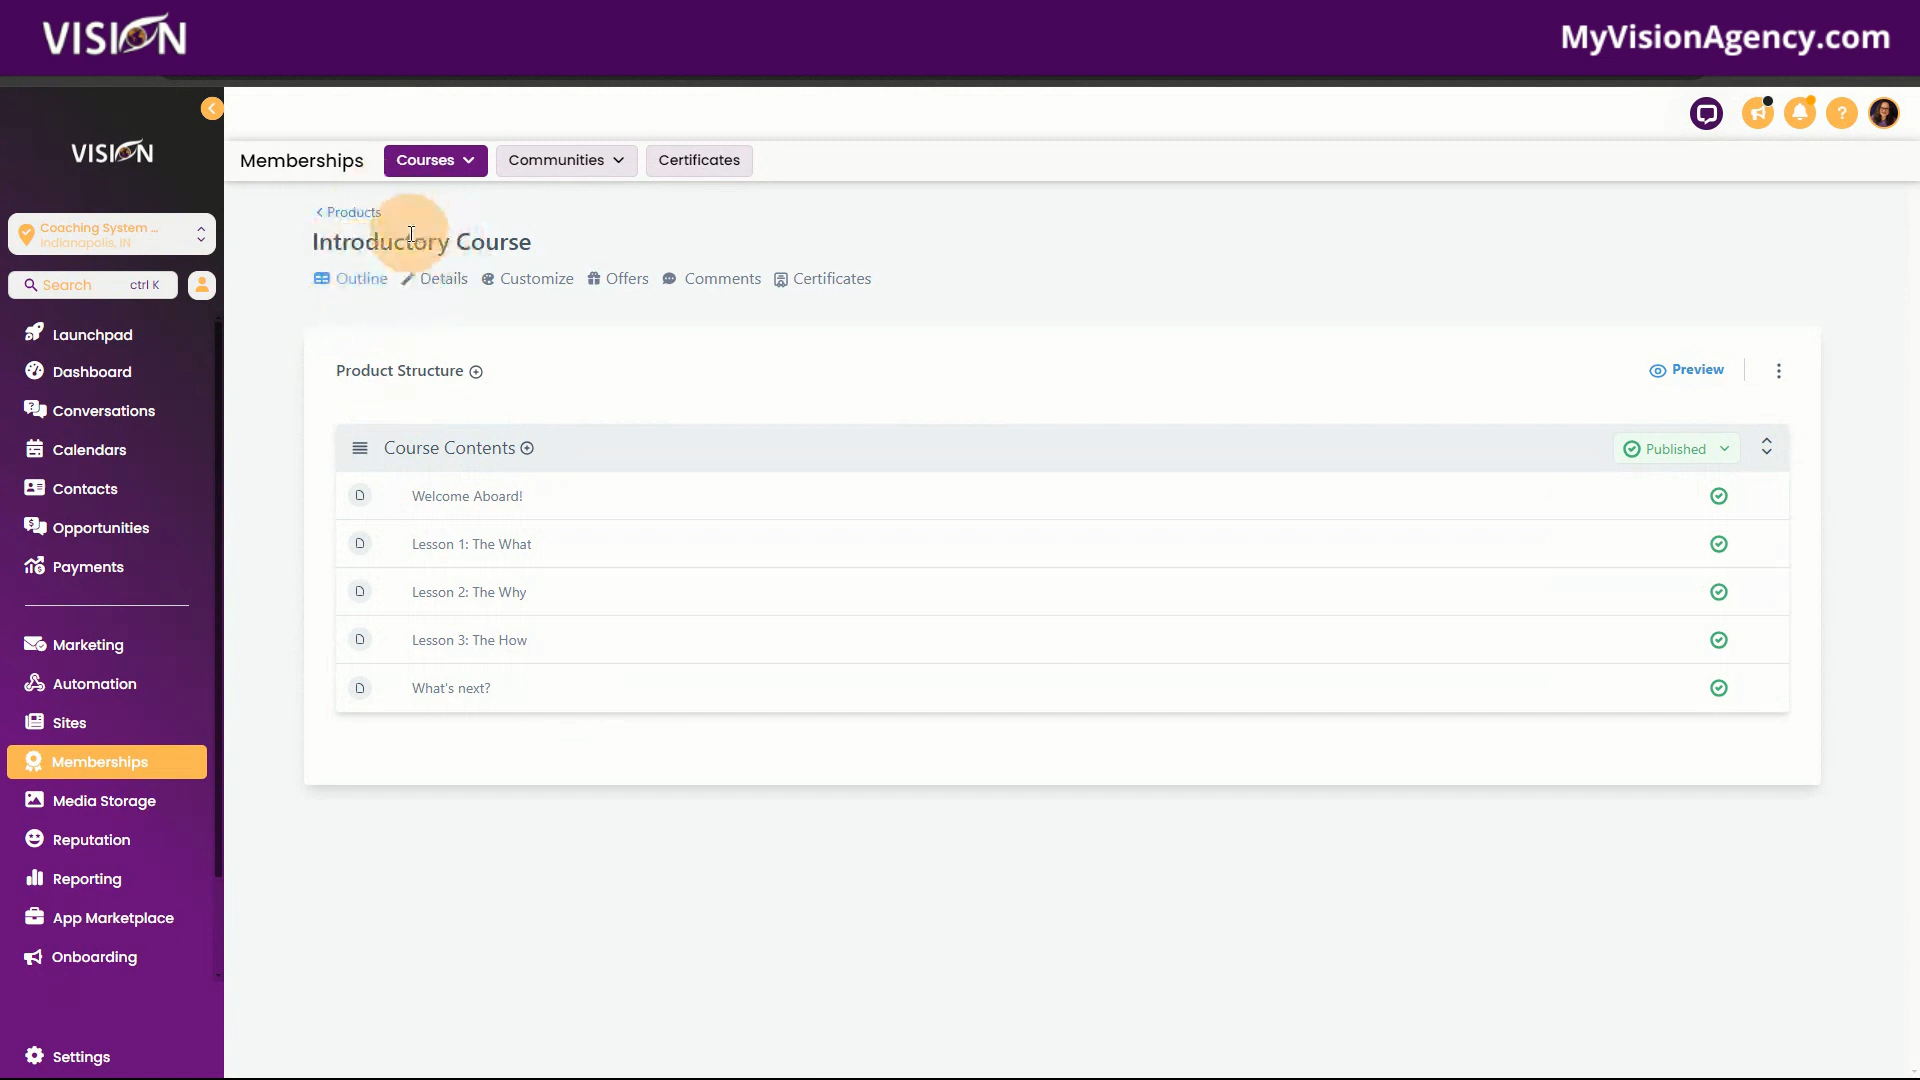 VISION
MyVisionAgency.com
VISION
Memberships
Courses
Communities
Certificates
Coaching System ...
Indianapolis, IN
Search
ctrl K
Launchpad
Dashboard
Conversations
Calendars
Contacts
Opportunities
Payments
Marketing
Automation
Sites
Memberships
Media Storage
Reputation
Reporting
App Marketplace
Onboarding
Settings
Products
Introductory Course
Outline
Details
Customize
Offers
Comments
Certificates
Product Structure
Preview
Course Contents
Published
Welcome Aboard!
Lesson 1: The What
Lesson 2: The Why
Lesson 3: The How
What's next?